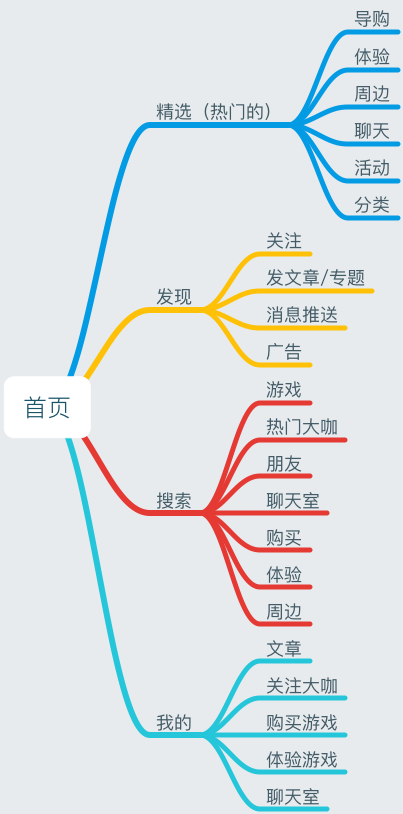 首页
精选（热门的）
导购
体验
周边
聊天
活动
分类
发现
关注
发文章/专题
消息推送
广告
搜索
游戏
热门大咖
朋友
聊天室
购买
体验
周边
我的
文章
关注大咖
购买游戏
体验游戏
聊天室